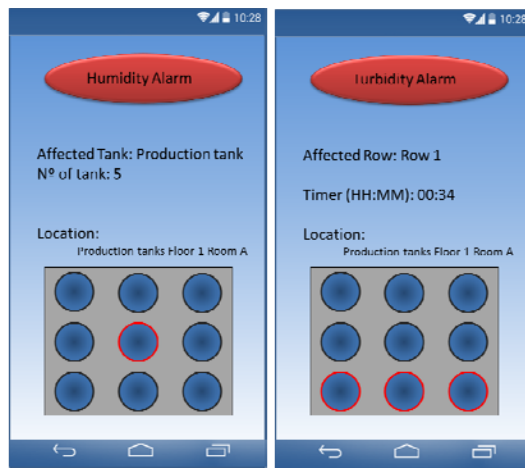 10:28
Humidity Alarm
Affected Tank: Production tank
Nº of tank: 5
Location:
Production tanks Floor 1 Room A
10:28
Turbidity Alarm
Affected Row: Row 1
Timer (HH:MM): 00:34
Location:
Production tanks Floor 1 Room A